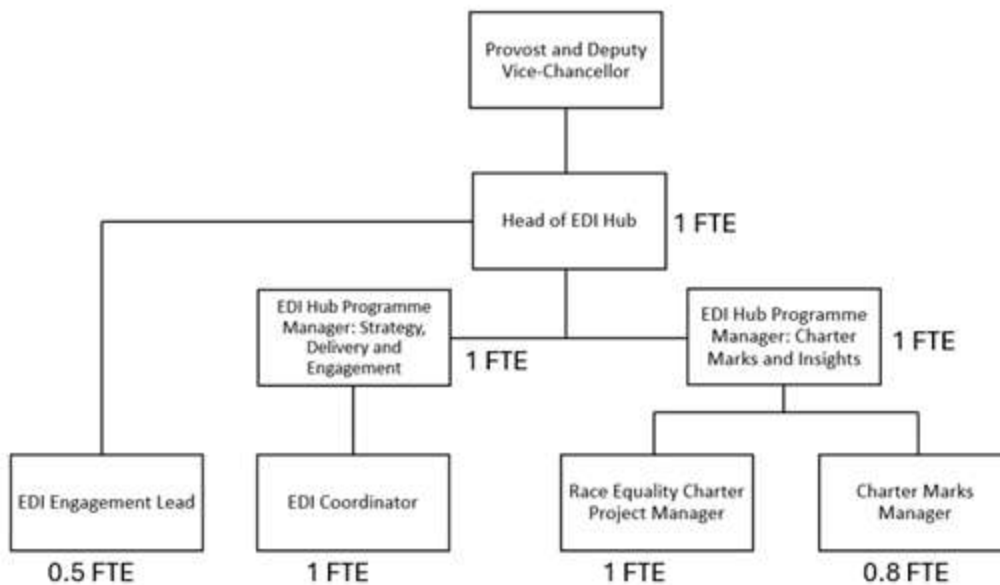 Provost and Deputy
Vice-Chancellor
Head of EDI Hub
1 FTE
EDI Hub Programme
Manager: Strategy,
Delivery and
Engagement
1 FTE
EDI Hub Programme
Manager: Charter
Marks and Insights
1 FTE
EDI Engagement Lead
0.5 FTE
EDI Coordinator
1 FTE
Race Equality Charter
Project Manager
1 FTE
Charter Marks
Manager
0.8 FTE